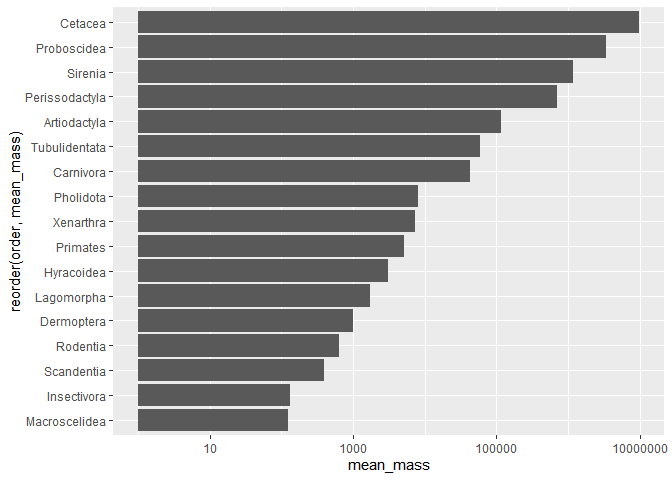 reorder(order, mean_mass)
Cetacea
Proboscidea
Sirenia
Perissodactyla
Artiodactyla
Tubulidentata
Carnivora
Pholidota
Xenarthra
Primates
Hyracoidea
Lagomorpha
Dermoptera
Rodentia
Scandentia
Insectivora
Macroscelidea
10 1000 100000 10000000
mean_mass